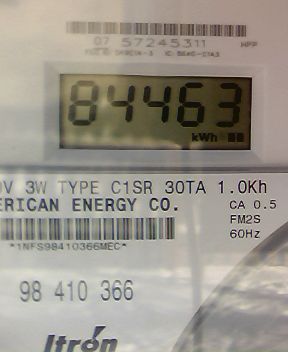 07 57245311 HPP
84463
kWh
V 3W TYPE C1SR 30TA 1.0Kh
ERICAN ENERGY CO. CA 0.5
FM2S
60Hz
*1NFS98410366MEC*
98 410 366
Itron